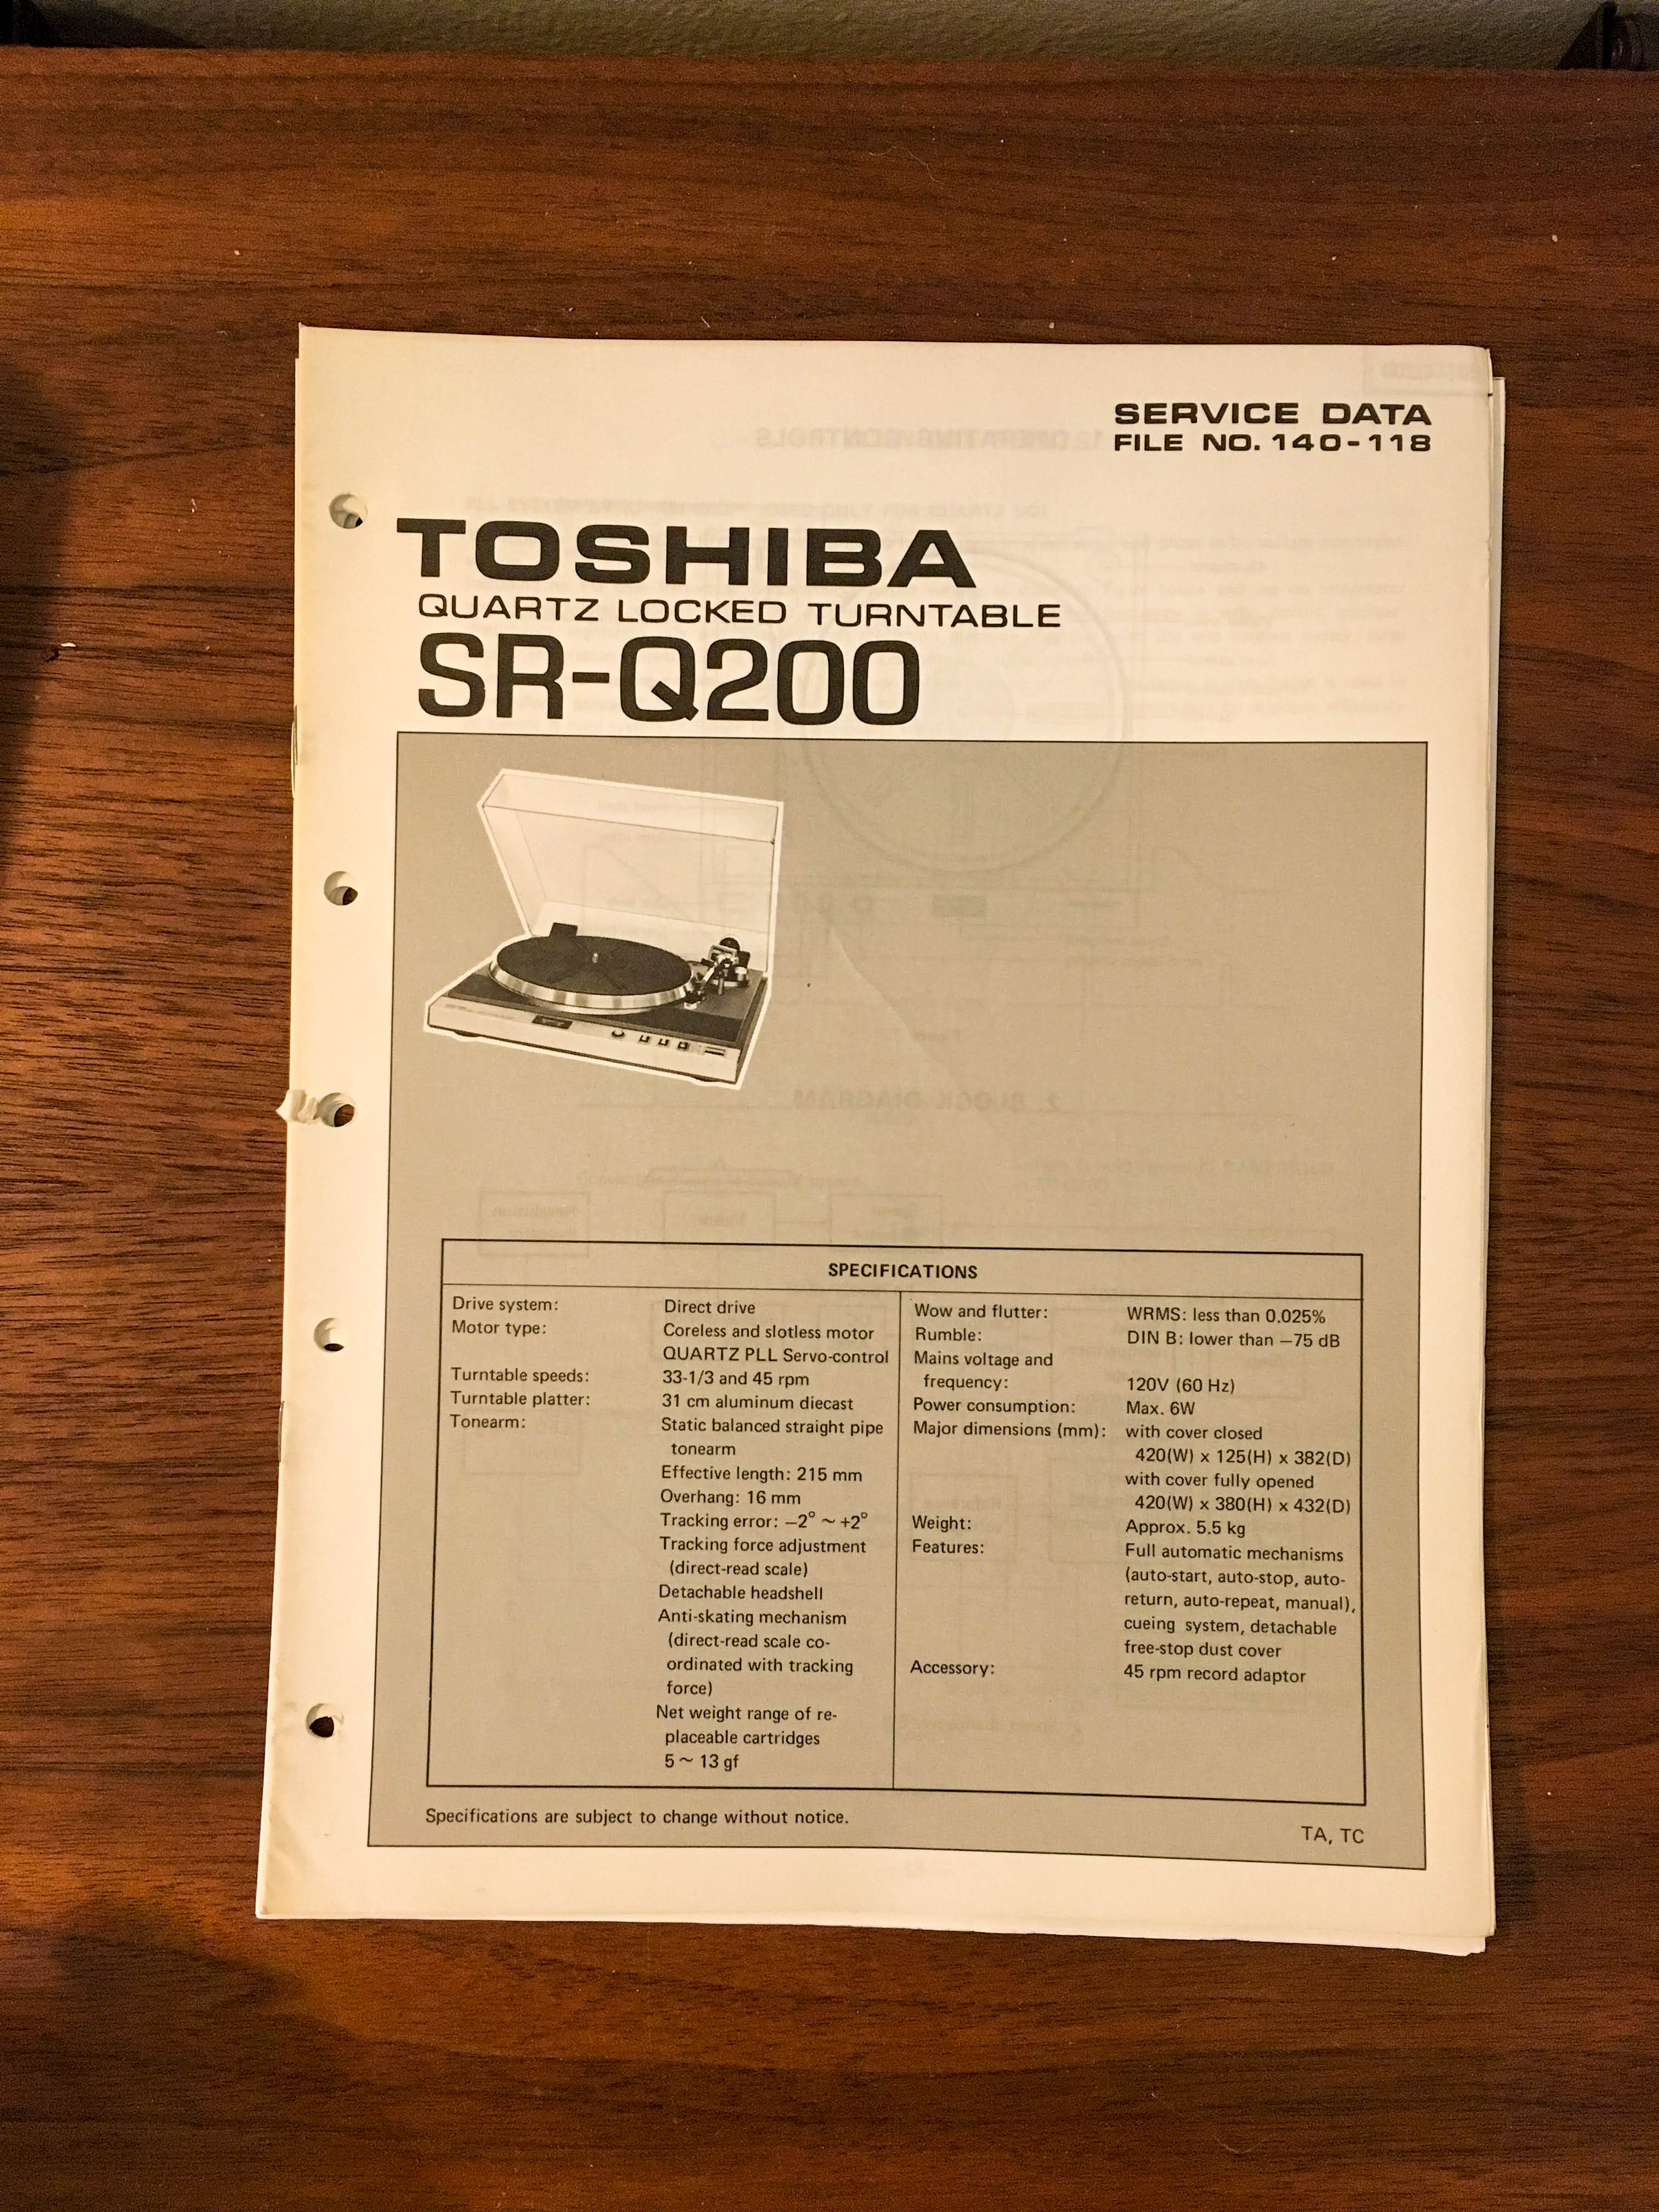 SERVICE DATA
FILE NO. 140-118
TOSHIBA
QUARTZ LOCKED TURNTABLE
SR-Q200
SPECIFICATIONS
Drive system: Direct drive
Motor type: Coreless and slotless motor
QUARTZ PLL Servo-control
Turntable speeds: 33-1/3 and 45 rpm
Turntable platter: 31 cm aluminum diecast
Tonearm: Static balanced straight pipe
tonearm
Effective length: 215 mm
Overhang: 16 mm
Tracking error: −2° ~ +2°
Tracking force adjustment
(direct-read scale)
Detachable headshell
Anti-skating mechanism
(direct-read scale co-
ordinated with tracking
force)
Net weight range of re-
placeable cartridges
5 ~ 13 gf
Wow and flutter: WRMS: less than 0.025%
Rumble: DIN B: lower than −75 dB
Mains voltage and
frequency: 120V (60 Hz)
Power consumption: Max. 6W
Major dimensions (mm): with cover closed
420(W) x 125(H) x 382(D)
with cover fully opened
420(W) x 380(H) x 432(D)
Weight: Approx. 5.5 kg
Features: Full automatic mechanisms
(auto-start, auto-stop, auto-
return, auto-repeat, manual),
cueing system, detachable
free-stop dust cover
Accessory: 45 rpm record adaptor
Specifications are subject to change without notice.
TA, TC